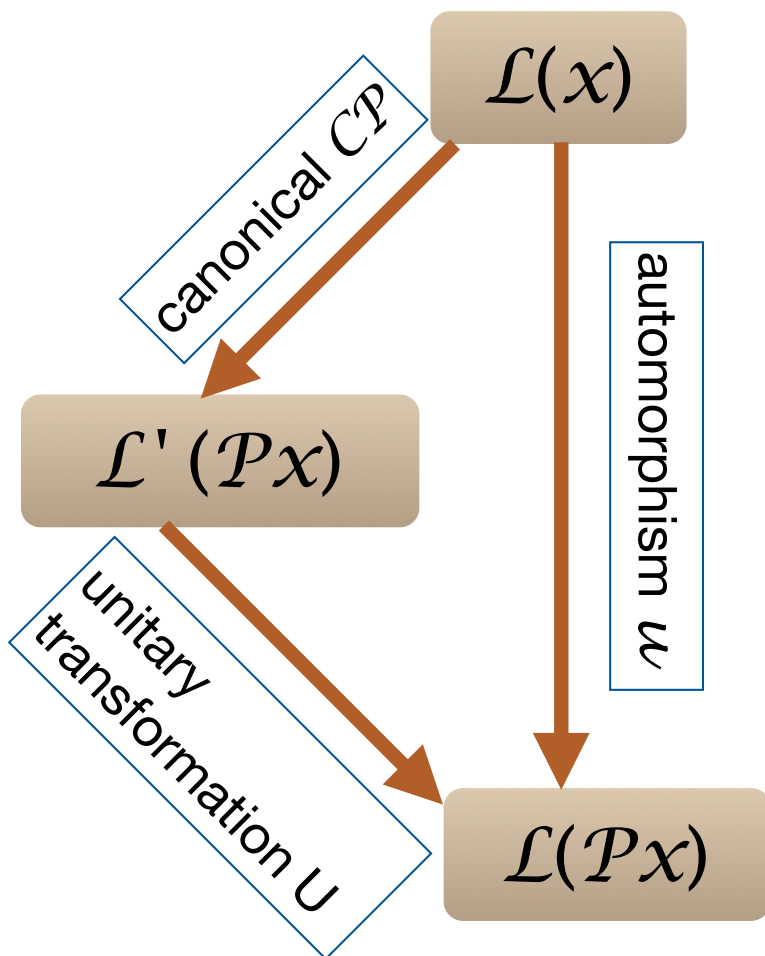 ℒ(x)
canonical 𝒞𝒫
automorphism 𝓊
ℒ' (𝒫x)
unitary
transformation U
ℒ(𝒫x)